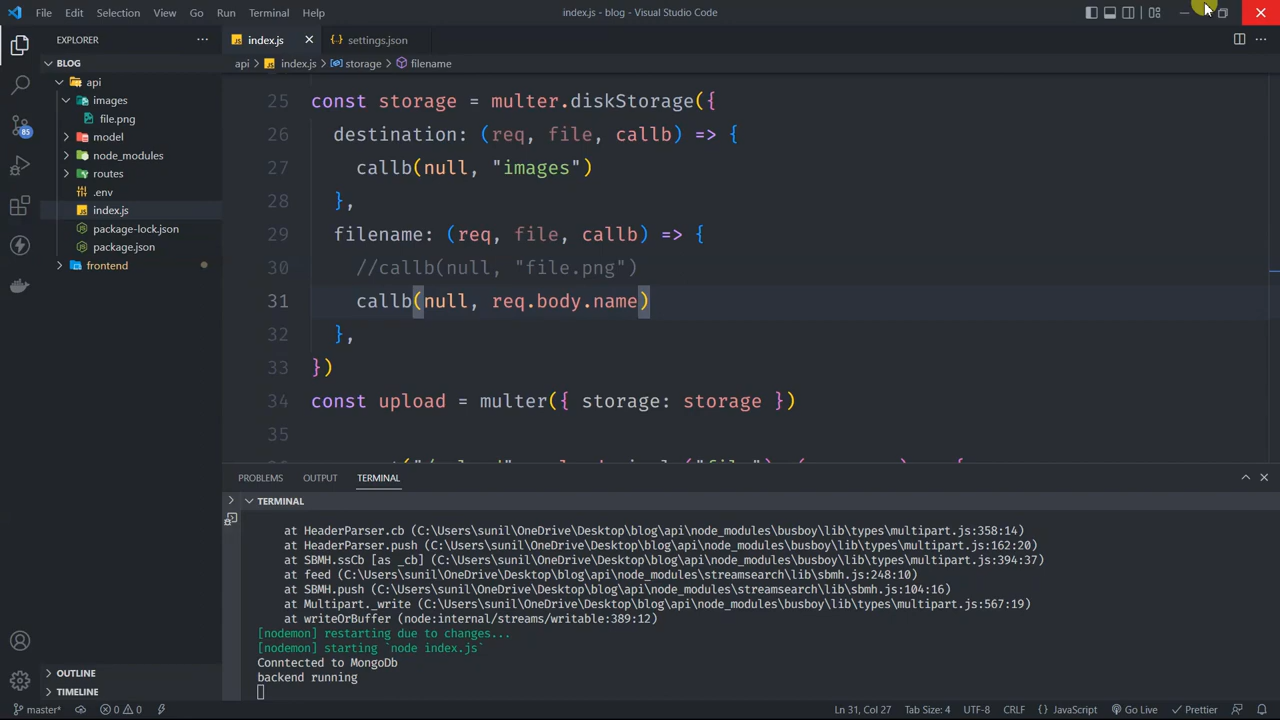 File Edit Selection View Go Run Terminal Help index.js - blog - Visual Studio Code
EXPLORER
index.js
settings.json
BLOG
api > index.js > storage > filename
api
images
file.png
model
node_modules
routes
.env
index.js
package-lock.json
package.json
frontend
85
25 const storage = multer.diskStorage({
26 destination: (req, file, callb) => {
27 callb(null, "images")
28 },
29 filename: (req, file, callb) => {
30 //callb(null, "file.png")
31 callb(null, req.body.name)
32 },
33 })
34 const upload = multer({ storage: storage })
35
PROBLEMS OUTPUT TERMINAL
TERMINAL
at HeaderParser.cb (C:\Users\sunil\OneDrive\Desktop\blog\api\node_modules\busboy\lib\types\multipart.js:358:14)
at HeaderParser.push (C:\Users\sunil\OneDrive\Desktop\blog\api\node_modules\busboy\lib\types\multipart.js:162:20)
at SBMH.ssCb [as _cb] (C:\Users\sunil\OneDrive\Desktop\blog\api\node_modules\busboy\lib\types\multipart.js:394:37)
at feed (C:\Users\sunil\OneDrive\Desktop\blog\api\node_modules\streamsearch\lib\sbmh.js:248:10)
at SBMH.push (C:\Users\sunil\OneDrive\Desktop\blog\api\node_modules\streamsearch\lib\sbmh.js:104:16)
at Multipart._write (C:\Users\sunil\OneDrive\Desktop\blog\api\node_modules\busboy\lib\types\multipart.js:567:19)
at writeOrBuffer (node:internal/streams/writable:389:12)
[nodemon] restarting due to changes...
[nodemon] starting `node index.js`
Conntected to MongoDb
backend running
OUTLINE
TIMELINE
master* 0 0 Ln 31, Col 27 Tab Size: 4 UTF-8 CRLF { } JavaScript Go Live Prettier